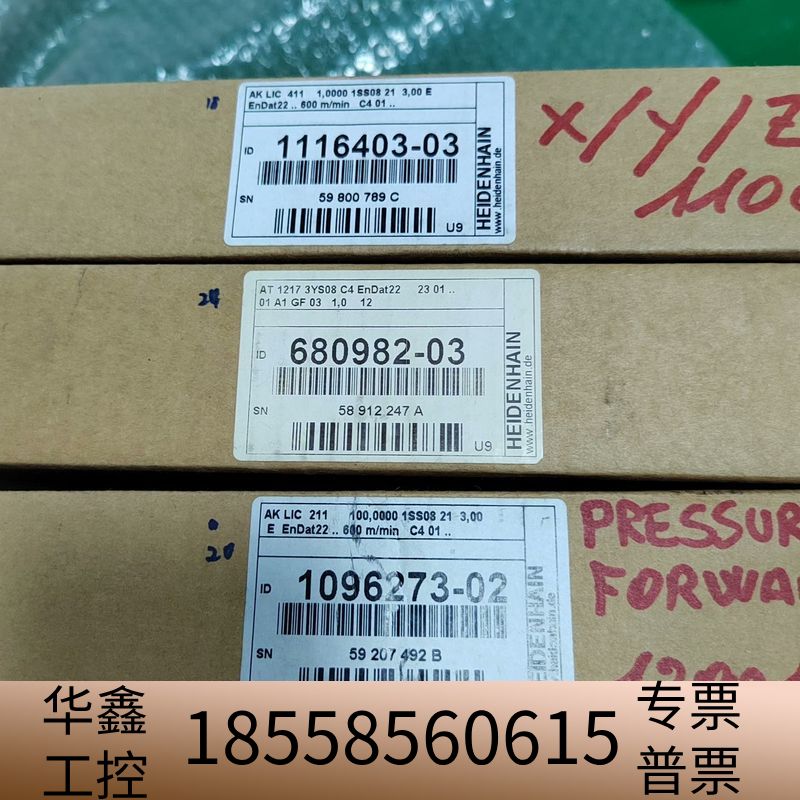 18
AK LIC 411 1,0000 1SS08 21 3,00 E
EnDat22 .. 600 m/min C4 01 ..
ID 1116403-03
SN 59 800 789 C
U9
HEIDENHAIN
www.heidenhain.de
X/Y/Z
24
AT 1217 3YS08 C4 EnDat22 23 01 ..
01 A1 GF 03 1,0 12
ID 680982-03
SN 58 912 247 A
U9
HEIDENHAIN
www.heidenhain.de
20
AK LIC 211 100,0000 1SS08 21 3,00
E EnDat22 .. 600 m/min C4 01 ..
ID 1096273-02
SN 59 207 492 B
HEIDENHAIN
PRESSUR
FORWA
华鑫
工控
18558560615
专票
普票